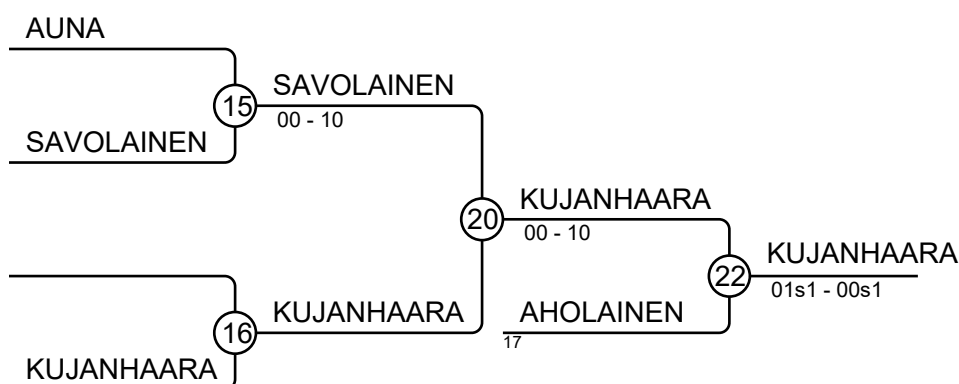 AUNA
15
SAVOLAINEN
00 - 10
SAVOLAINEN
20
KUJANHAARA
00 - 10
22
KUJANHAARA
01s1 - 00s1
16
KUJANHAARA
AHOLAINEN
17
KUJANHAARA